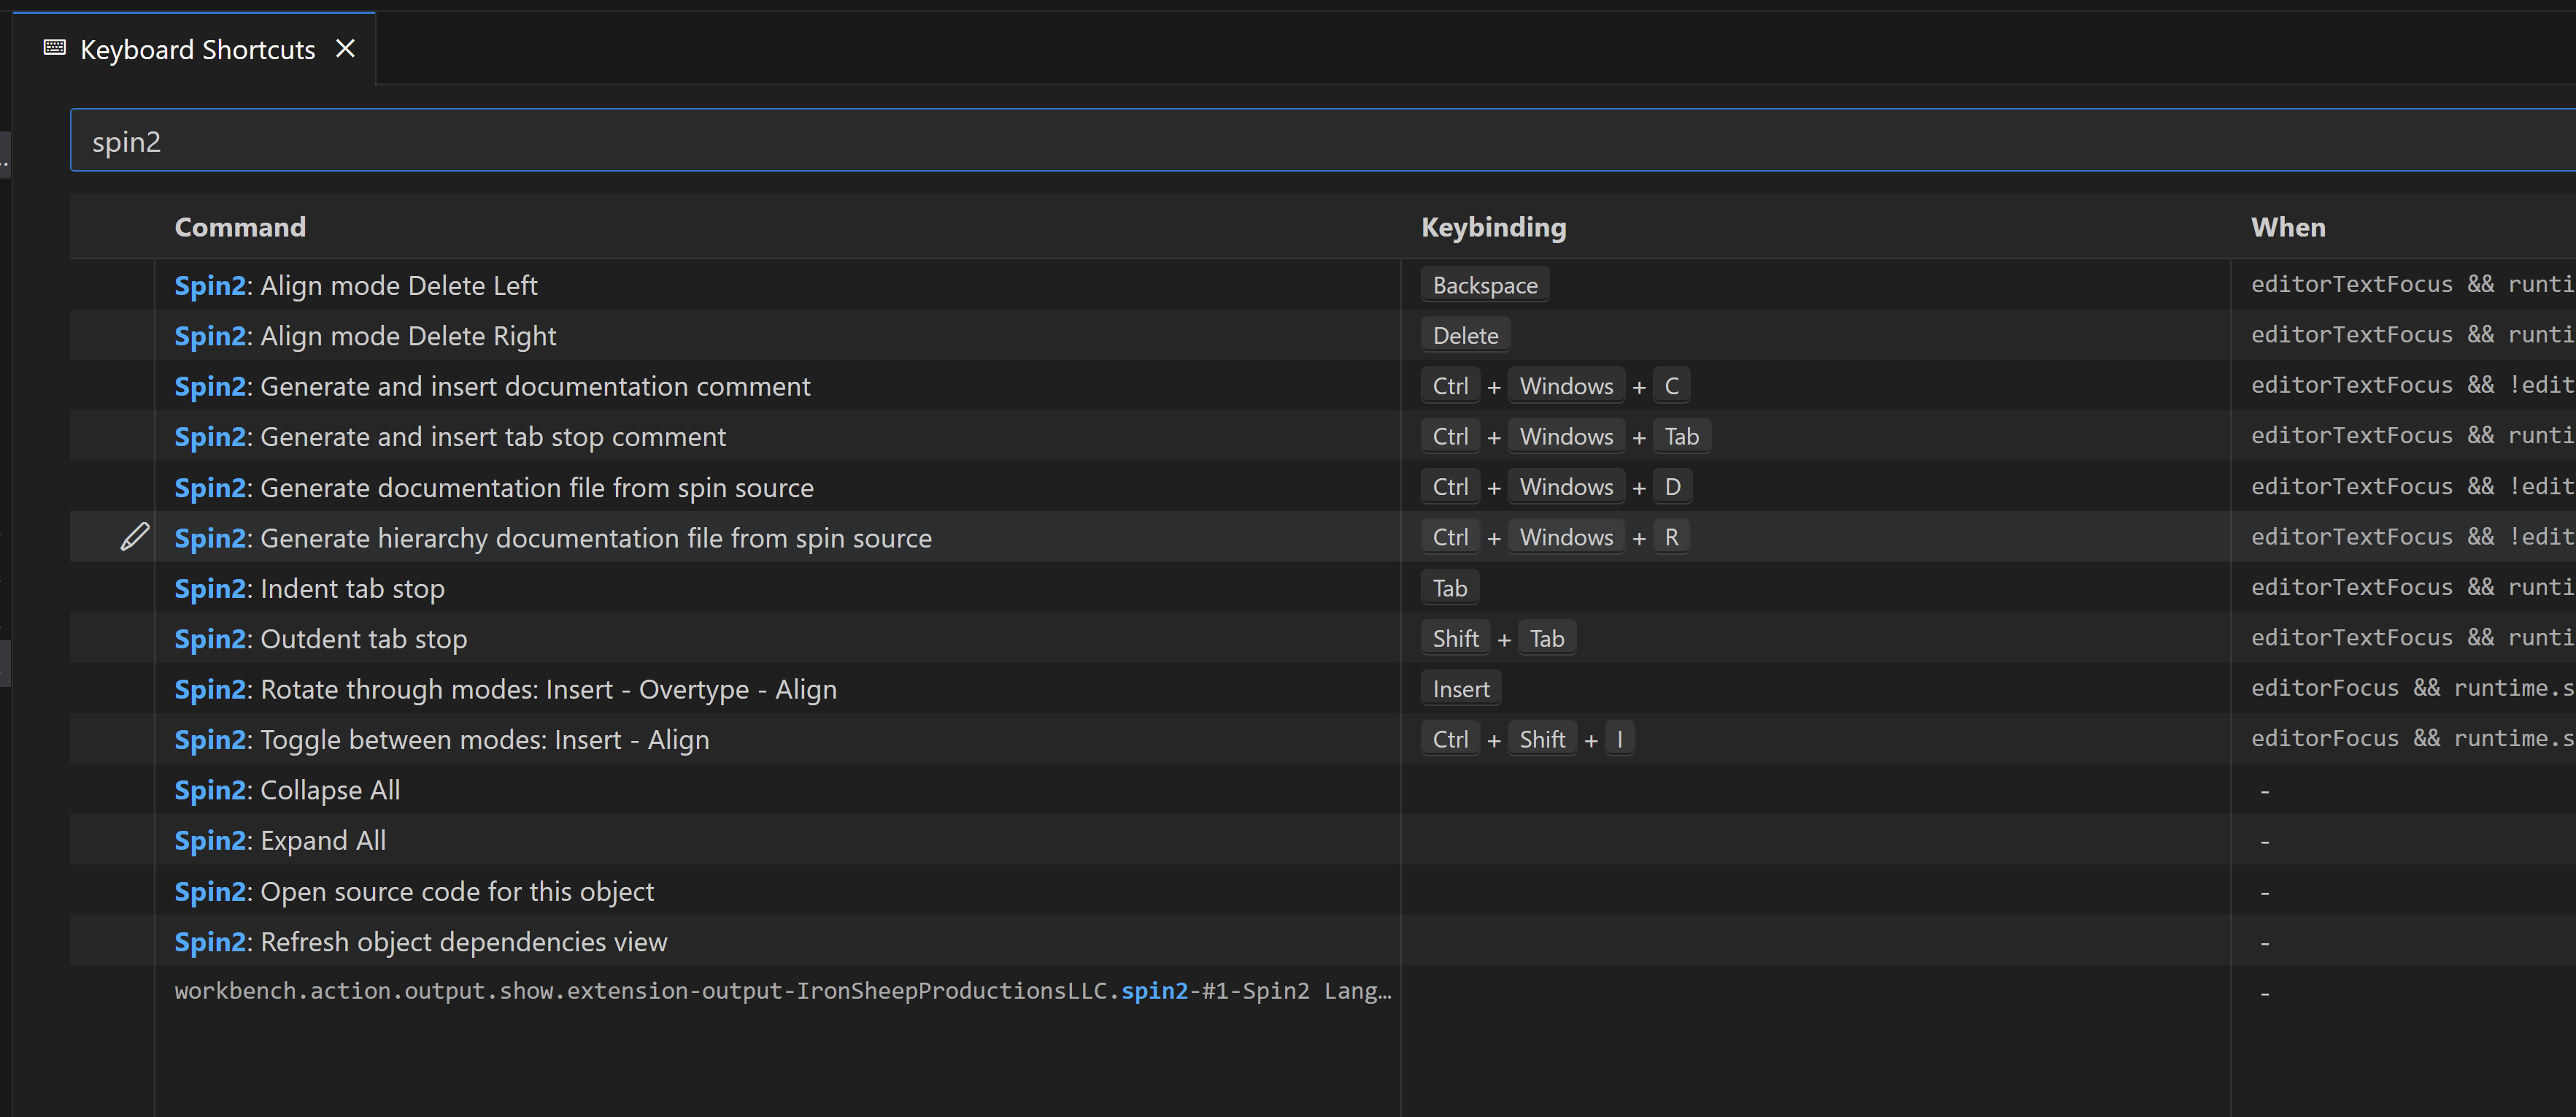 Keyboard Shortcuts
spin2
Command Keybinding When
Spin2: Align mode Delete Left Backspace editorTextFocus && runti
Spin2: Align mode Delete Right Delete editorTextFocus && runti
Spin2: Generate and insert documentation comment Ctrl + Windows + C editorTextFocus && !edit
Spin2: Generate and insert tab stop comment Ctrl + Windows + Tab editorTextFocus && runti
Spin2: Generate documentation file from spin source Ctrl + Windows + D editorTextFocus && !edit
Spin2: Generate hierarchy documentation file from spin source Ctrl + Windows + R editorTextFocus && !edit
Spin2: Indent tab stop Tab editorTextFocus && runti
Spin2: Outdent tab stop Shift + Tab editorTextFocus && runti
Spin2: Rotate through modes: Insert - Overtype - Align Insert editorFocus && runtime.s
Spin2: Toggle between modes: Insert - Align Ctrl + Shift + I editorFocus && runtime.s
Spin2: Collapse All -
Spin2: Expand All -
Spin2: Open source code for this object -
Spin2: Refresh object dependencies view -
workbench.action.output.show.extension-output-IronSheepProductionsLLC.spin2-#1-Spin2 Lang… -